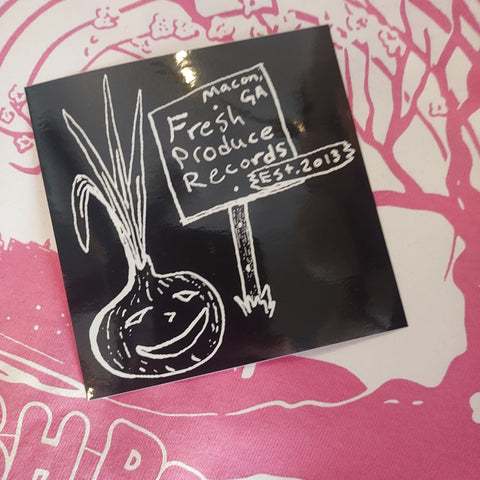 Macon,
GA
Fresh
Produce
Records
Est. 2013